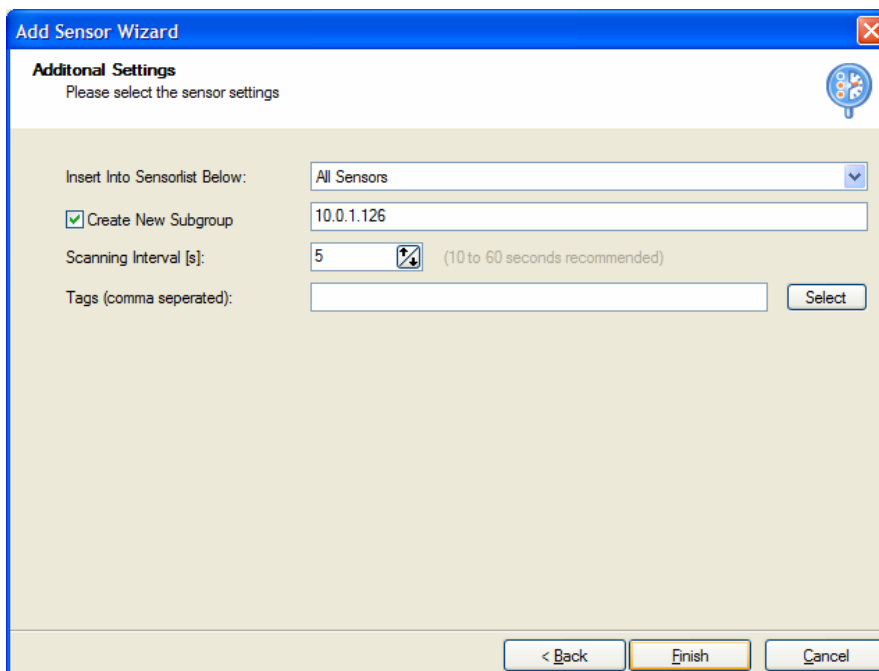 Add Sensor Wizard
Additonal Settings
Please select the sensor settings
Insert Into Sensorlist Below: All Sensors
Create New Subgroup 10.0.1.126
Scanning Interval [s]: 5 (10 to 60 seconds recommended)
Tags (comma seperated): Select
< Back Finish Cancel